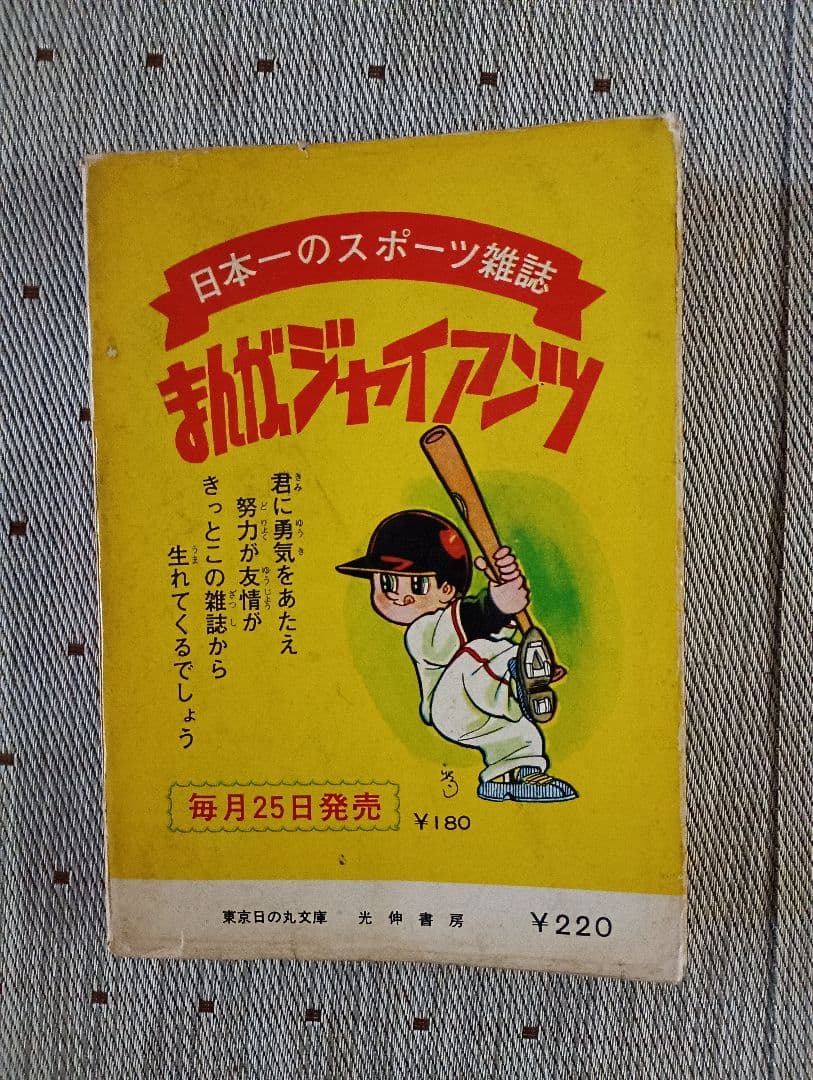 日本一のスポーツ雑誌
まんがジャイアンツ
君に勇気をあたえ
努力が友情が
きっとこの雑誌から
生れてくるでしょう
毎月25日発売
¥180
東京日の丸文庫 光伸書房 ¥220